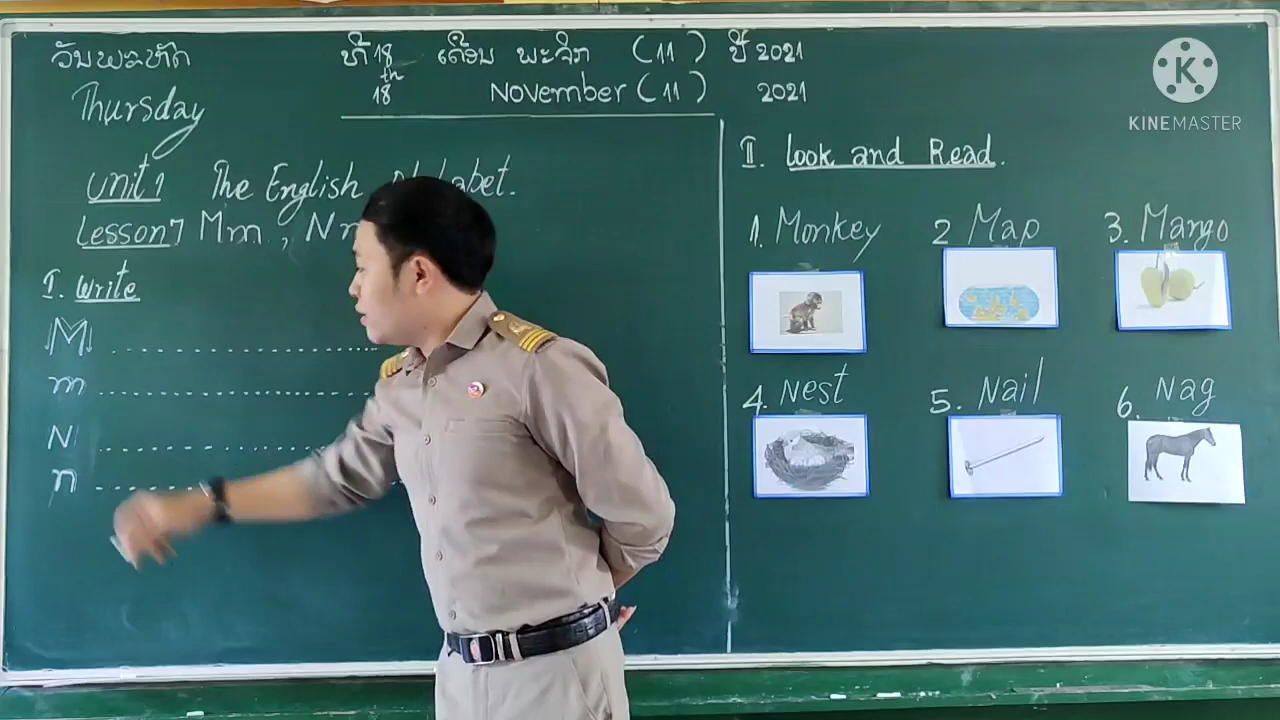 ວັນພະຫັດ ທີ 18 ເດືອນ ພະຈິກ (11) ປີ 2021
Thursday 18th November (11) 2021
Unit 1 The English
Lesson 7 Mm, N
I. Write
M
m
N
n
II. Look and Read.
1. Monkey 2 Map 3. Mango
4. Nest 5. Nail 6. Nag
KINEMASTER